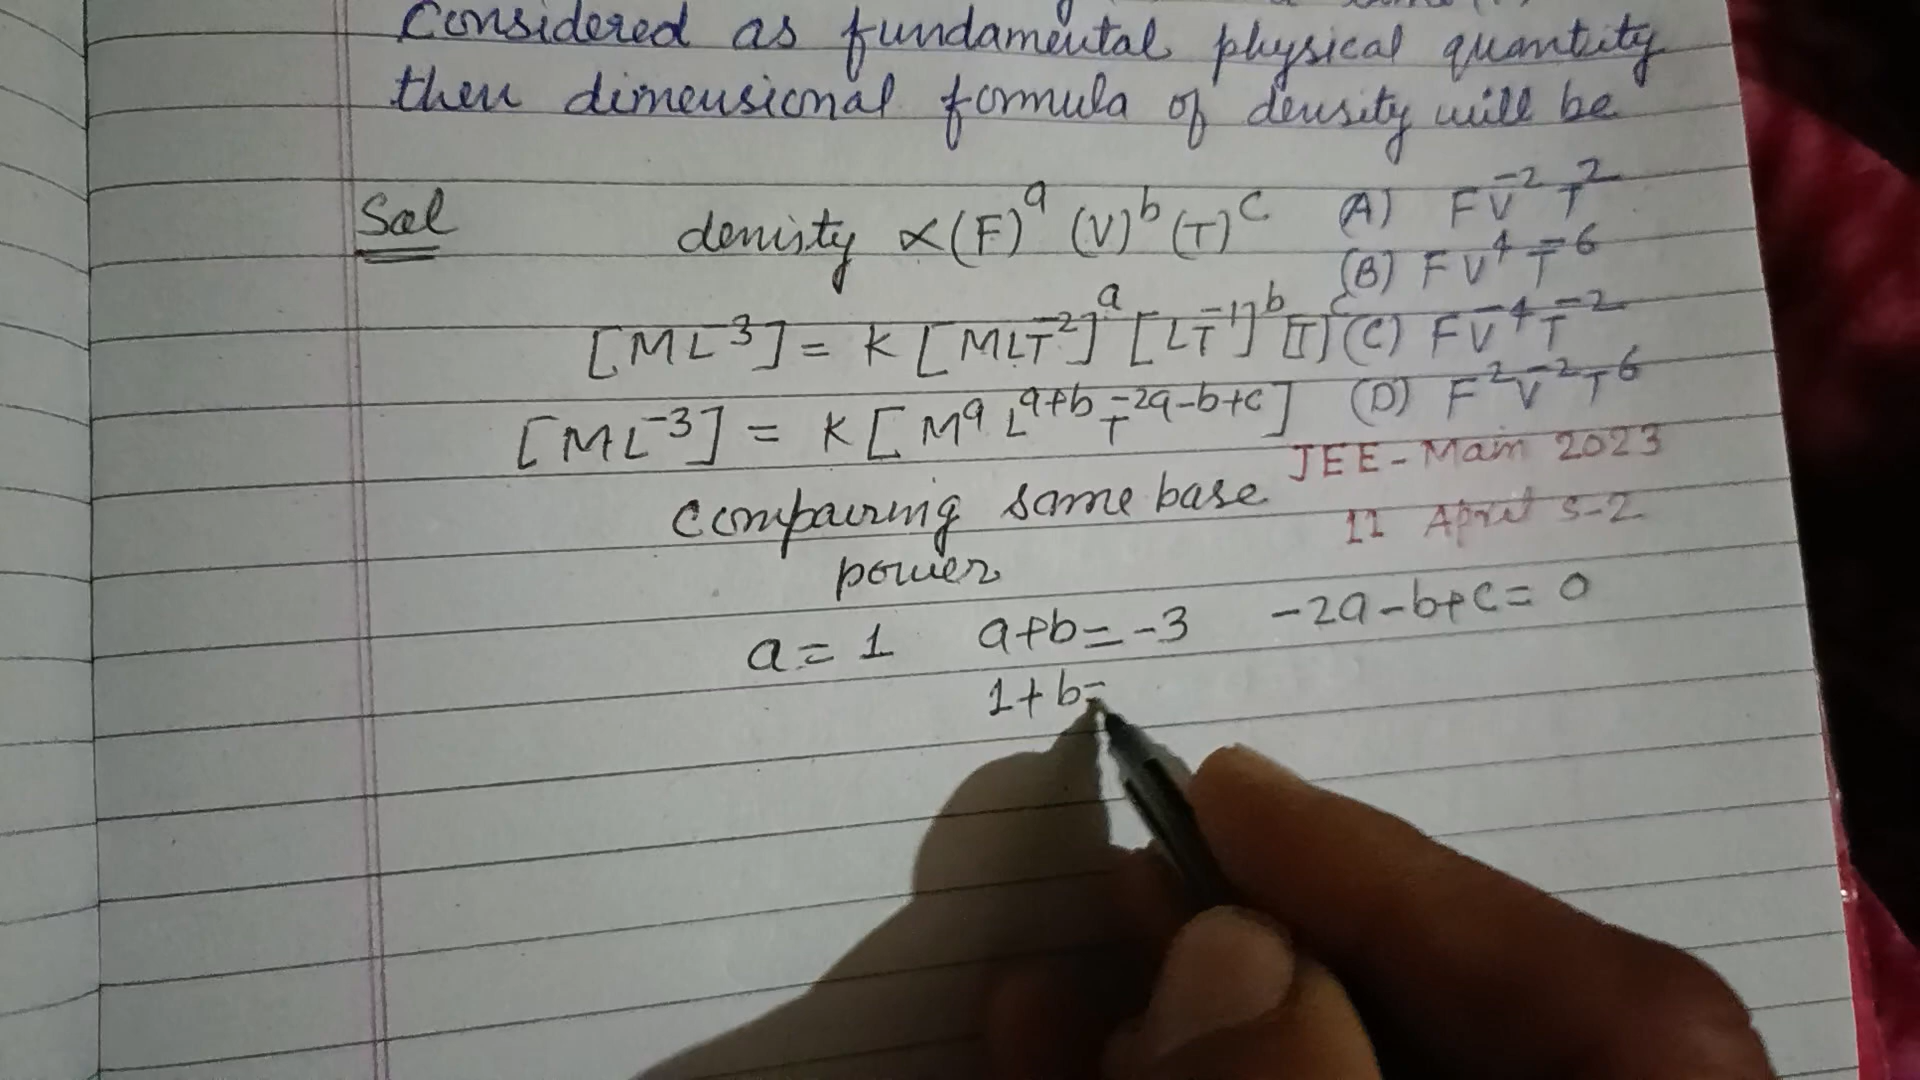 Considered as fundamental physical quantity
then dimensional formula of density will be
Sol denisty ∝ (F)^a (V)^b (T)^c (A) FV^-2 T^2
(B) FV^4 T^-6
[ML^-3] = K [MLT^-2]^a [LT^-1]^b [T]^c (C) FV^-4 T^-2
[ML^-3] = K [M^a L^a+b T^-2a-b+c] (D) F^2 V^-2 T^6
JEE-Main 2023
Compairing same base
11 April S-2
power
a = 1 a+b = -3 -2a-b+c = 0
1+b=